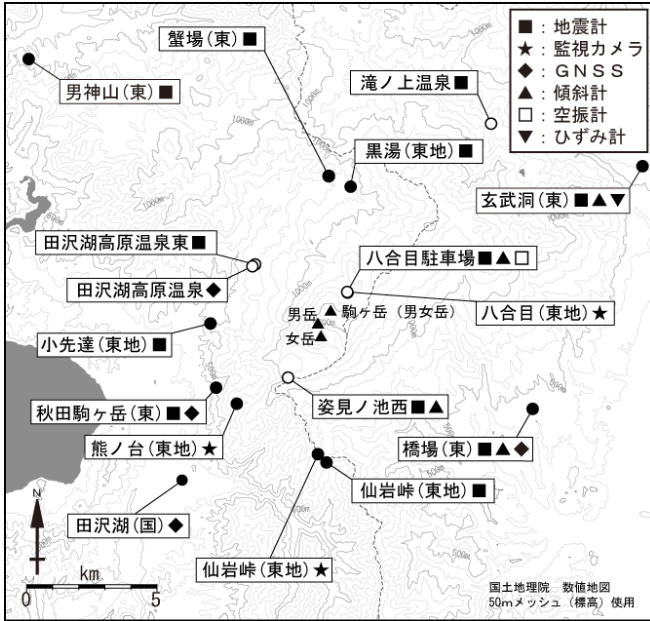 蟹場(東)■
男神山(東)■
滝ノ上温泉■
■:地震計
★:監視カメラ
◆:GNSS
▲:傾斜計
□:空振計
▼:ひずみ計
黒湯(東地)■
玄武洞(東)■▲▼
田沢湖高原温泉東■
田沢湖高原温泉◆
八合目駐車場■▲□
八合目(東地)★
男岳
駒ヶ岳(男女岳)
女岳
小先達(東地)■
秋田駒ヶ岳(東)■◆
姿見ノ池西■▲
熊ノ台(東地)★
橋場(東)■▲◆
仙岩峠(東地)■
田沢湖(国)◆
仙岩峠(東地)★
N
km
0 5
国土地理院 数値地図
50mメッシュ(標高)使用